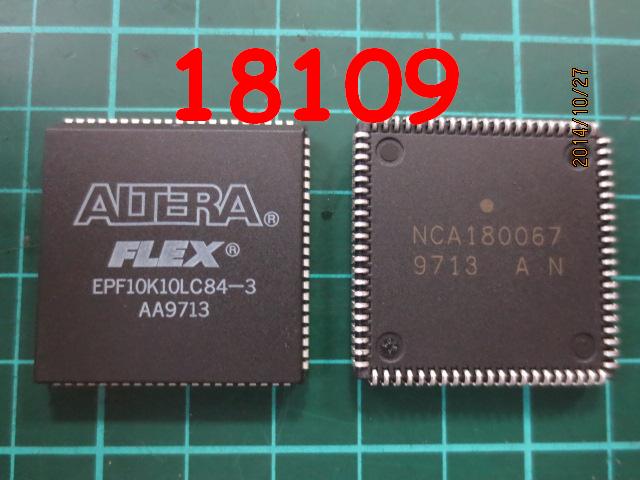 18109
2014/10/27
ALTERA®
FLEX®
EPF10K10LC84-3
AA9713
NCA180067
9713 A N